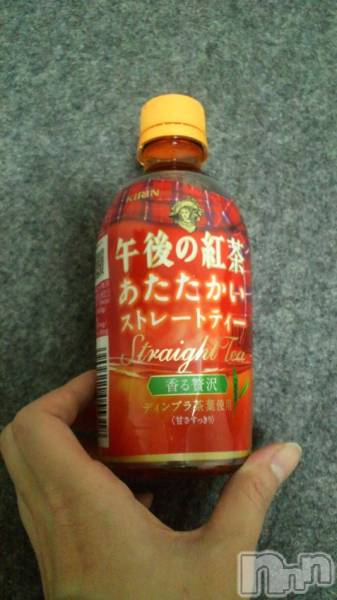 KIRIN
午後の紅茶
あたたかい
ストレートティー
Straight Tea
香る贅沢
ディンブラ茶葉使用
(甘さすっきり)
nnn